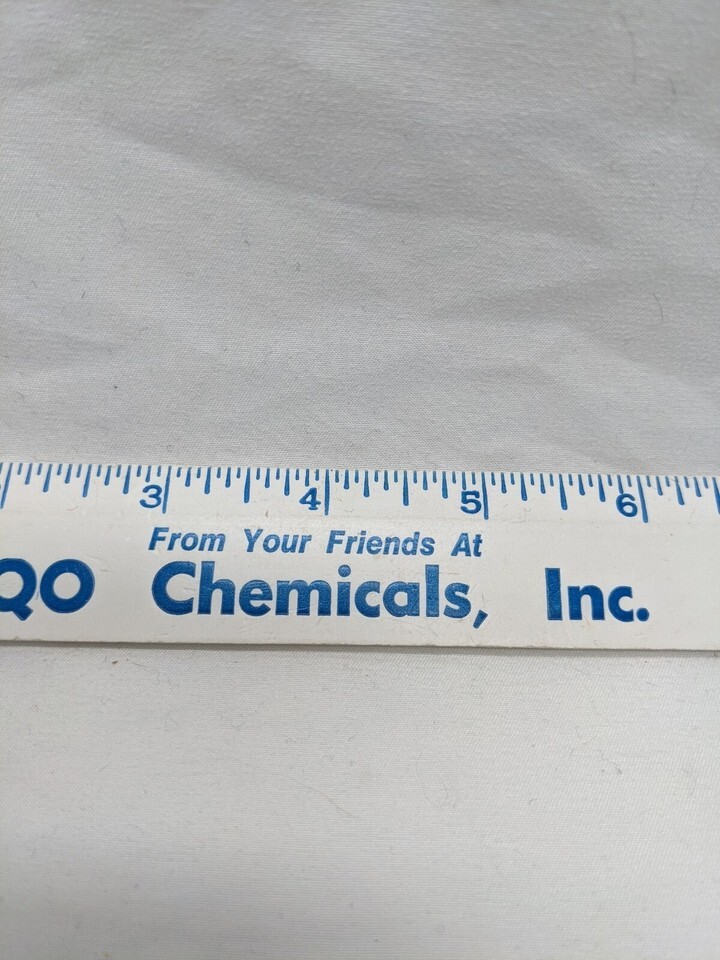 3 4 5 6
From Your Friends At
QO Chemicals, Inc.